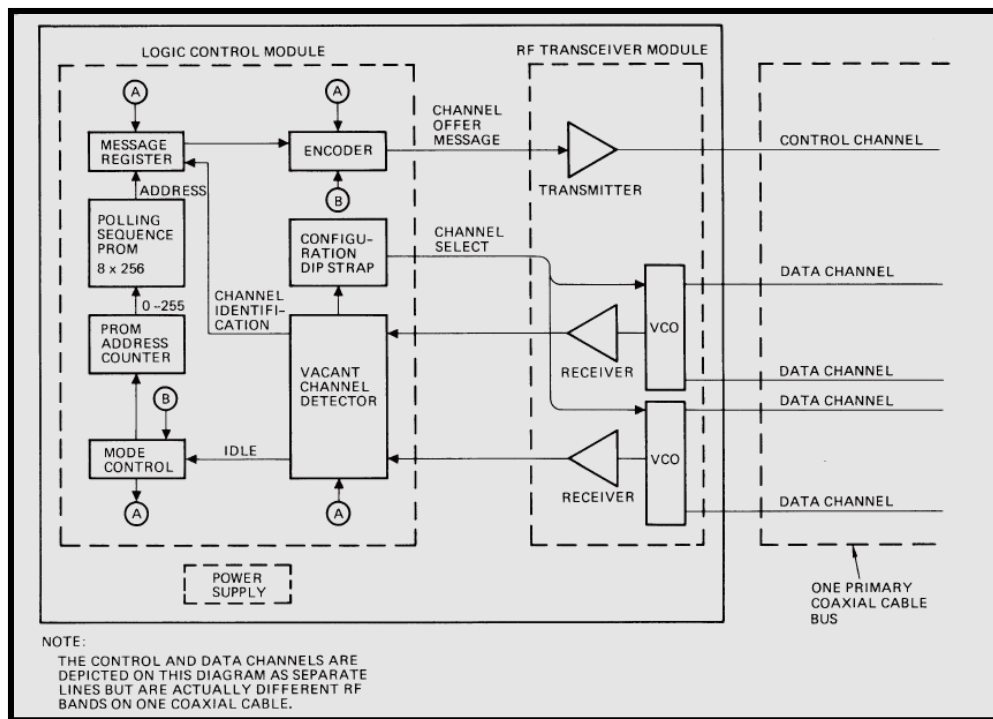 LOGIC CONTROL MODULE
RF TRANSCEIVER MODULE
A
A
MESSAGE
REGISTER
ENCODER
CHANNEL
OFFER
MESSAGE
TRANSMITTER
CONTROL CHANNEL
ADDRESS
B
POLLING
SEQUENCE
PROM
8 x 256
CONFIGU-
RATION
DIP STRAP
CHANNEL
SELECT
DATA CHANNEL
0-255
CHANNEL
IDENTIFI-
CATION
PROM
ADDRESS
COUNTER
VACANT
CHANNEL
DETECTOR
RECEIVER
VCO
DATA CHANNEL
DATA CHANNEL
B
MODE
CONTROL
IDLE
RECEIVER
VCO
DATA CHANNEL
A
A
POWER
SUPPLY
ONE PRIMARY
COAXIAL CABLE
BUS
NOTE:
THE CONTROL AND DATA CHANNELS ARE
DEPICTED ON THIS DIAGRAM AS SEPARATE
LINES BUT ARE ACTUALLY DIFFERENT RF
BANDS ON ONE COAXIAL CABLE.